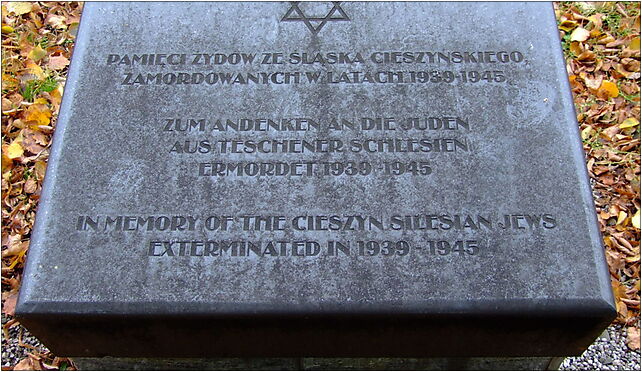 PAMIĘCI ŻYDÓW ZE ŚLĄSKA CIESZYŃSKIEGO,
ZAMORDOWANYCH W LATACH 1939-1945
ZUM ANDENKEN AN DIE JUDEN
AUS TESCHENER SCHLESIEN
ERMORDET 1939-1945
IN MEMORY OF THE CIESZYN SILESIAN JEWS
EXTERMINATED IN 1939-1945